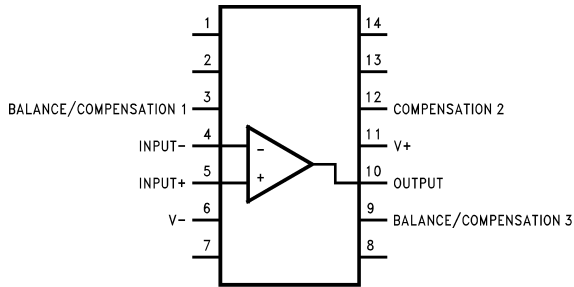 1 14
2 13
BALANCE/COMPENSATION 1 3 12 COMPENSATION 2
INPUT- 4 - 11 V+
INPUT+ 5 + 10 OUTPUT
V- 6 9 BALANCE/COMPENSATION 3
7 8